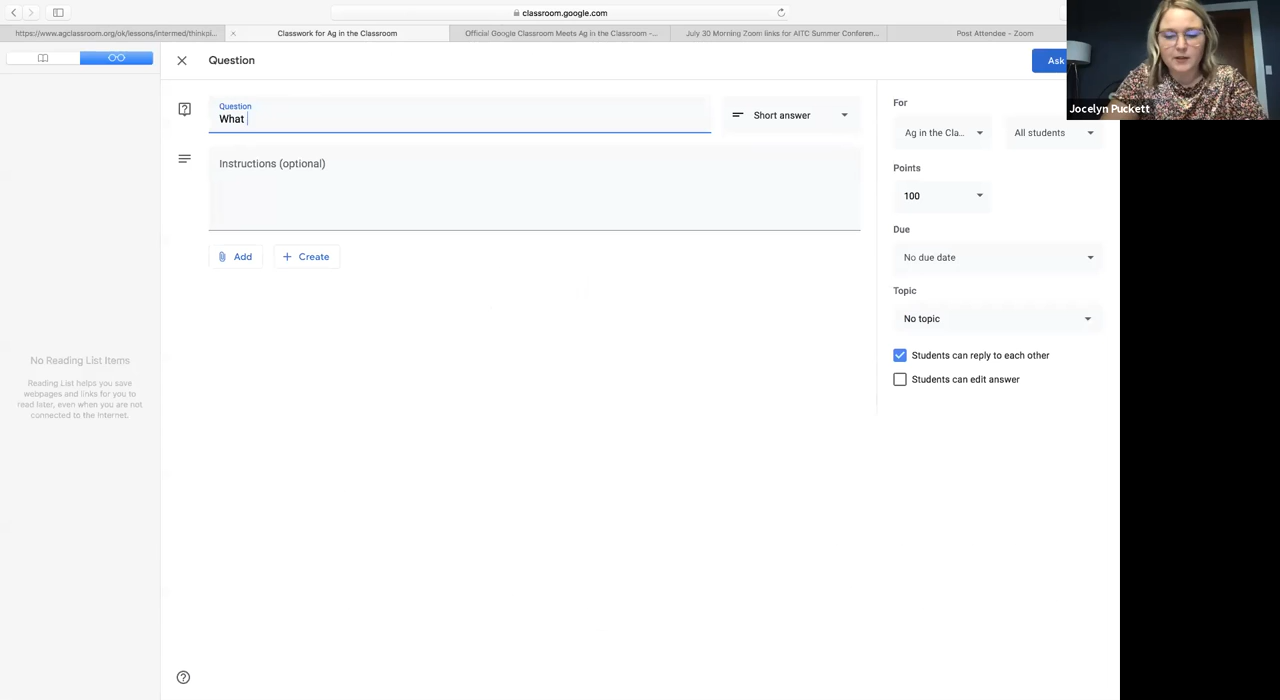 classroom.google.com
https://www.agclassroom.org/ok/lessons/intermed/thinkpi...
Classwork for Ag in the Classroom
Official Google Classroom Meets Ag in the Classroom -...
July 30 Morning Zoom links for AITC Summer Conferen...
Post Attendee - Zoom
Question
Ask
Jocelyn Puckett
Question
What
Short answer
Instructions (optional)
Add
Create
For
Ag in the Cla...
All students
Points
100
Due
No due date
Topic
No topic
Students can reply to each other
Students can edit answer
No Reading List Items
Reading List helps you save
webpages and links for you to
read later, even when you are not
connected to the Internet.